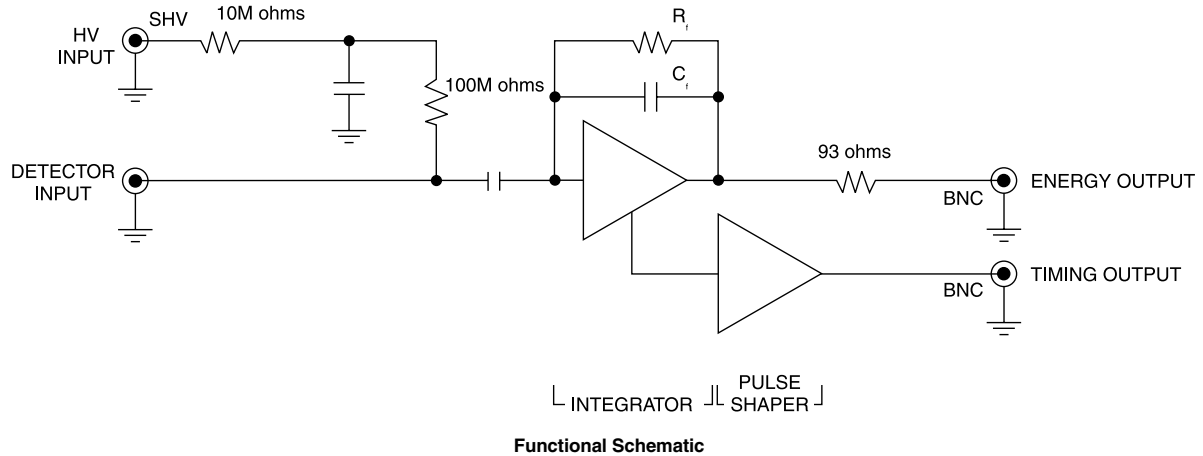 HV
INPUT
SHV
10M ohms
100M ohms
R f
C f
DETECTOR
INPUT
93 ohms
BNC
ENERGY OUTPUT
BNC
TIMING OUTPUT
INTEGRATOR
PULSE
SHAPER
Functional Schematic